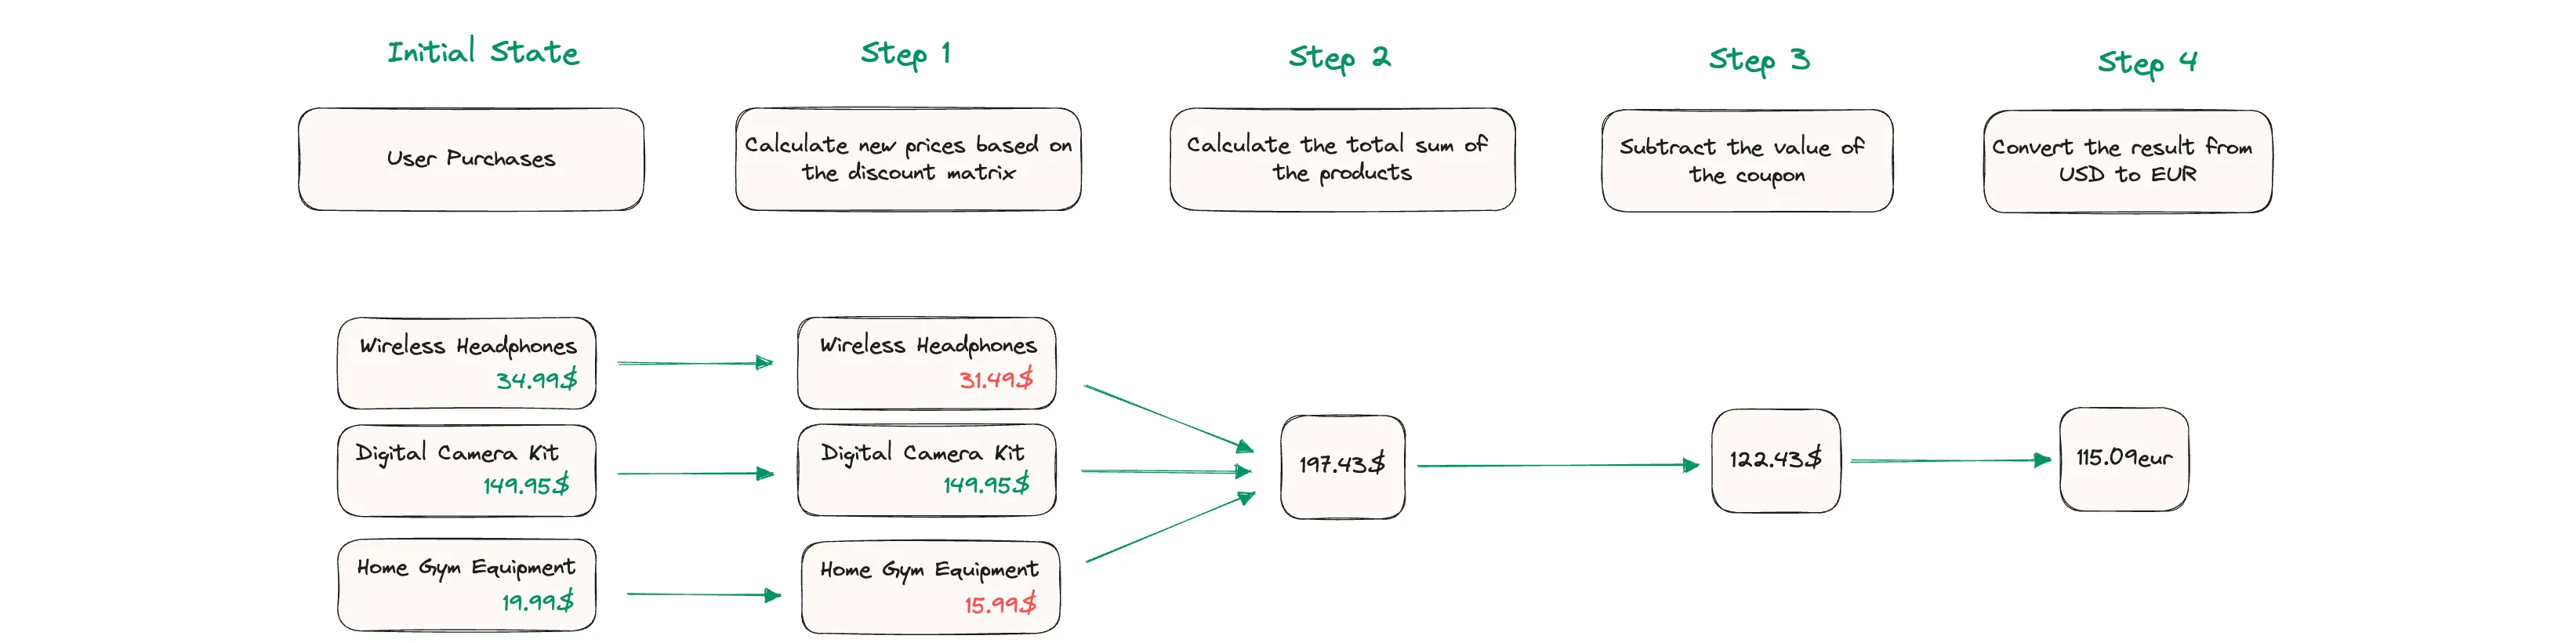 Initial State
Step 1
Step 2
Step 3
Step 4
User Purchases
Calculate new prices based on
the discount matrix
Calculate the total sum of
the products
Subtract the value of
the coupon
Convert the result from
USD to EUR
Wireless Headphones
34.99$
Digital Camera Kit
149.95$
Home Gym Equipment
19.99$
Wireless Headphones
31.49$
Digital Camera Kit
149.95$
Home Gym Equipment
15.99$
197.43$
122.43$
115.09eur